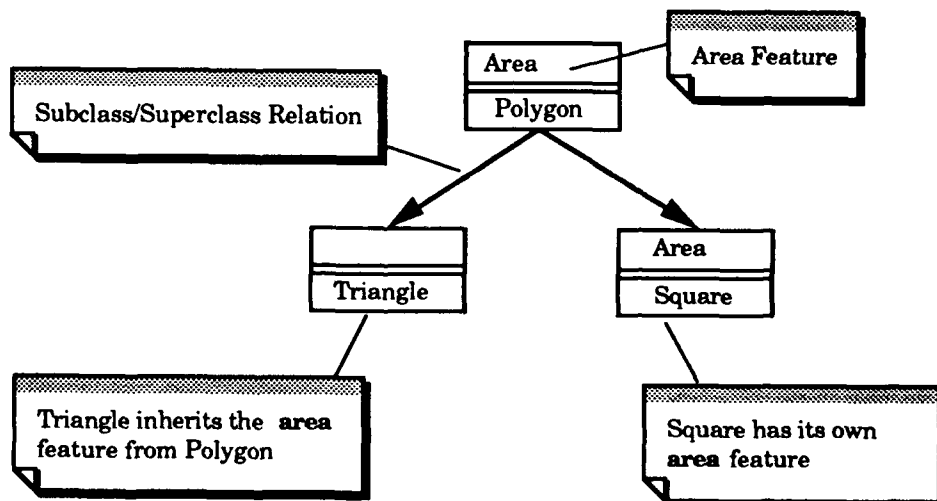 Area
Polygon
Area Feature
Subclass/Superclass Relation
Triangle
Area
Square
Triangle inherits the area
feature from Polygon
Square has its own
area feature